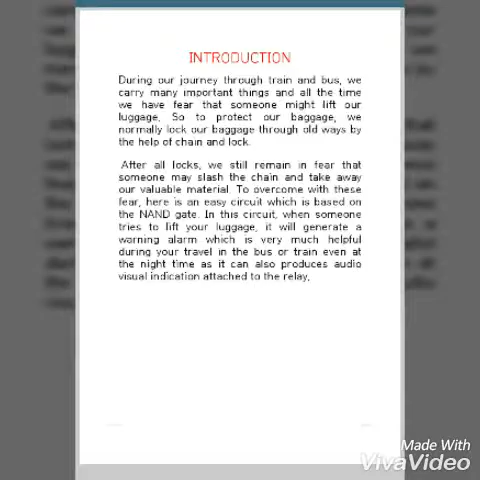 INTRODUCTION
During our journey through train and bus, we
carry many important things and all the time
we have fear that someone might lift our
luggage. So to protect our baggage, we
normally lock our baggage through old ways by
the help of chain and lock.
After all locks, we still remain in fear that
someone may slash the chain and take away
our valuable material. To overcome with these
fear, here is an easy circuit which is based on
the NAND gate. In this circuit, when someone
tries to lift your luggage, it will generate a
warning alarm which is very much helpful
during your travel in the bus or train even at
the night time as it can also produces audio
visual indication attached to the relay.
Made With
VivaVideo